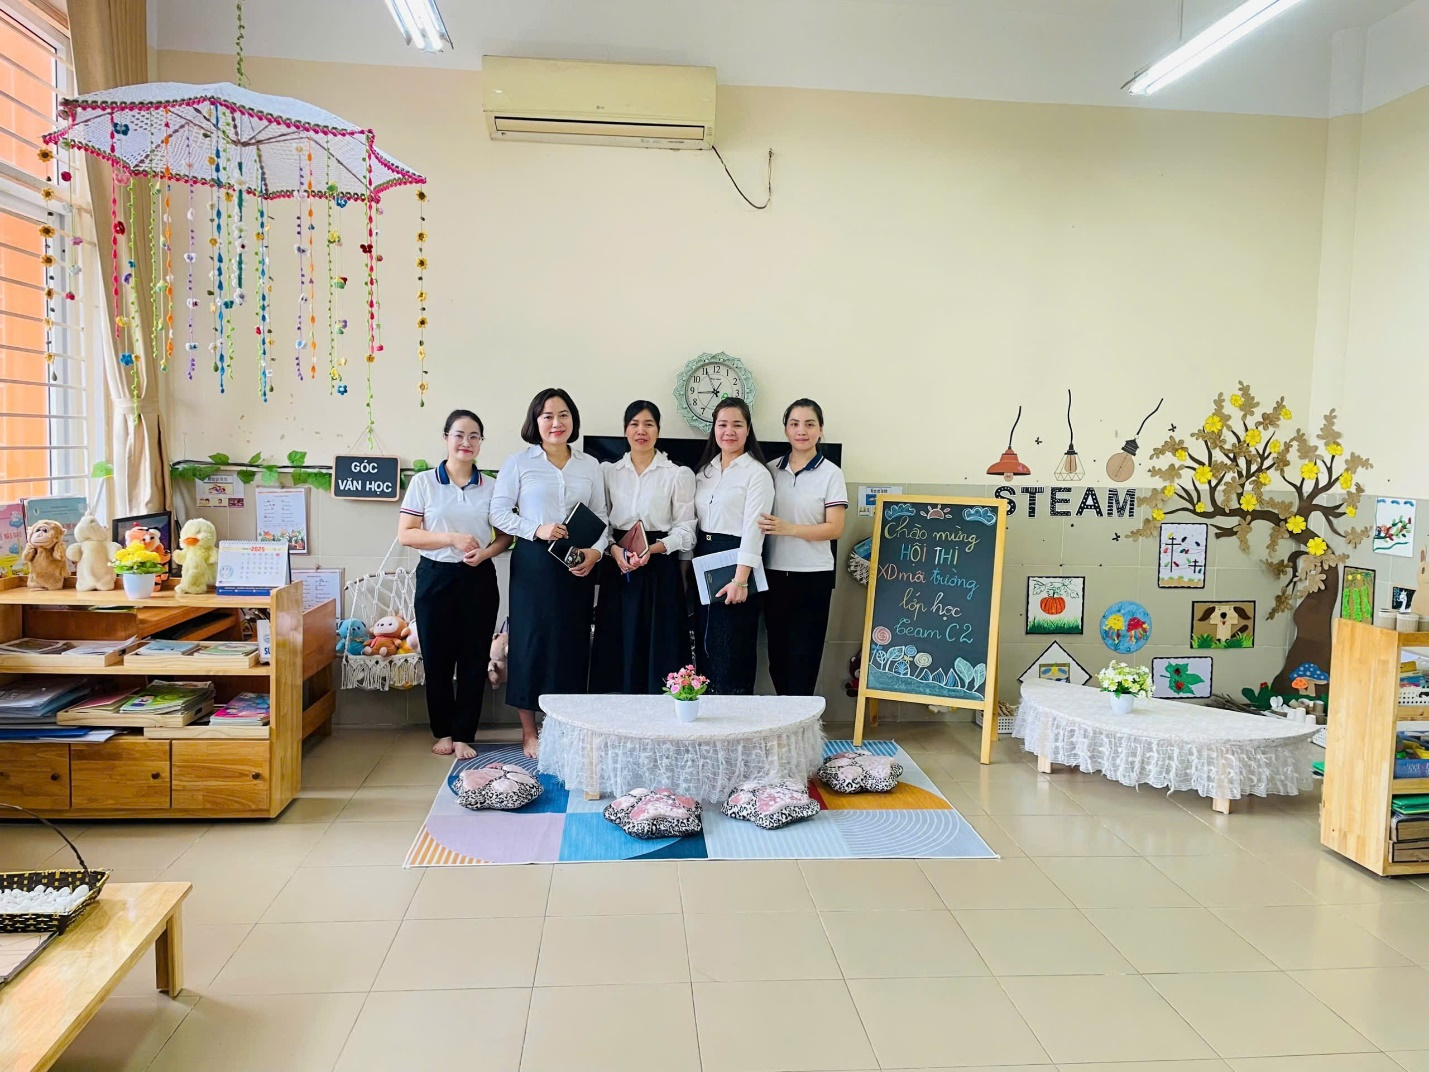 GÓC
VĂN HỌC
2025
STEAM
Chào mừng
HỘI THI
XD môi trường
lớp học
team C2